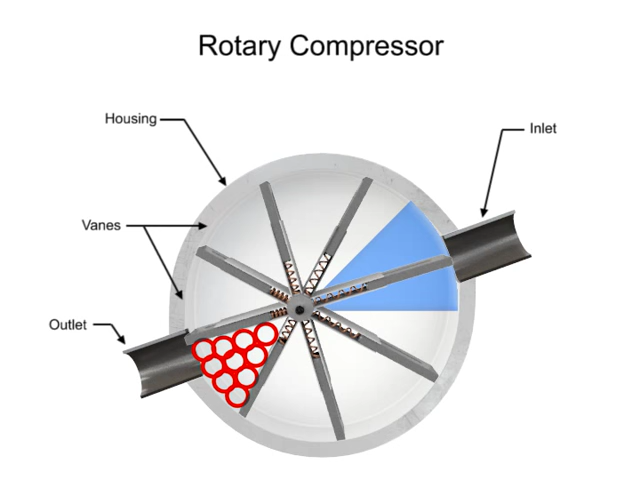 Rotary Compressor
Housing
Inlet
Vanes
Outlet